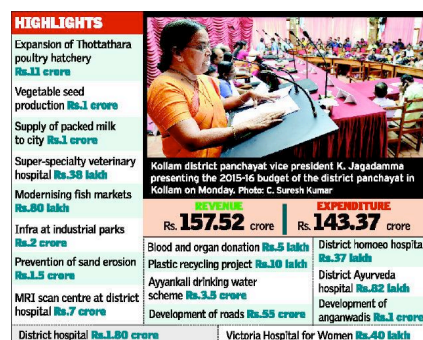 HIGHLIGHTS
Expansion of Thottathara
poultry hatchery
Rs.11 crore
Vegetable seed
production Rs.1 crore
Supply of packed milk
to city Rs.1 crore
Super-specialty veterinary
hospital Rs.38 lakh
Modernising fish markets
Rs.80 lakh
Infra at industrial parks
Rs.2 crore
Prevention of sand erosion
Rs.1.5 crore
MRI scan centre at district
hospital Rs.7 crore
Kollam district panchayat vice president K. Jagadamma
presenting the 2015-16 budget of the district panchayat in
Kollam on Monday. Photo: C. Suresh Kumar
REVENUE
Rs. 157.52 crore
EXPENDITURE
Rs. 143.37 crore
Blood and organ donation Rs.5 lakh
Plastic recycling project Rs.10 lakh
Ayyankali drinking water
scheme Rs.3.5 crore
Development of roads Rs.55 crore
District homoeo hospita
Rs.37 lakh
District Ayurveda
hospital Rs.82 lakh
Development of
anganwadis Rs.1 crore
District hospital Rs.1.80 crore
Victoria Hospital for Women Rs.40 lakh